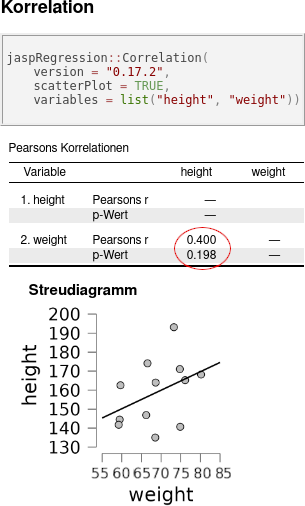 Korrelation
jaspRegression::Correlation(
version = "0.17.2",
scatterPlot = TRUE,
variables = list("height", "weight"))
Pearsons Korrelationen
Variable height weight
1. height Pearsons r —
p-Wert —
2. weight Pearsons r 0.400 —
p-Wert 0.198 —
Streudiagramm
200
190
180
170
160
150
140
130
height
55 60 65 70 75 80 85
weight